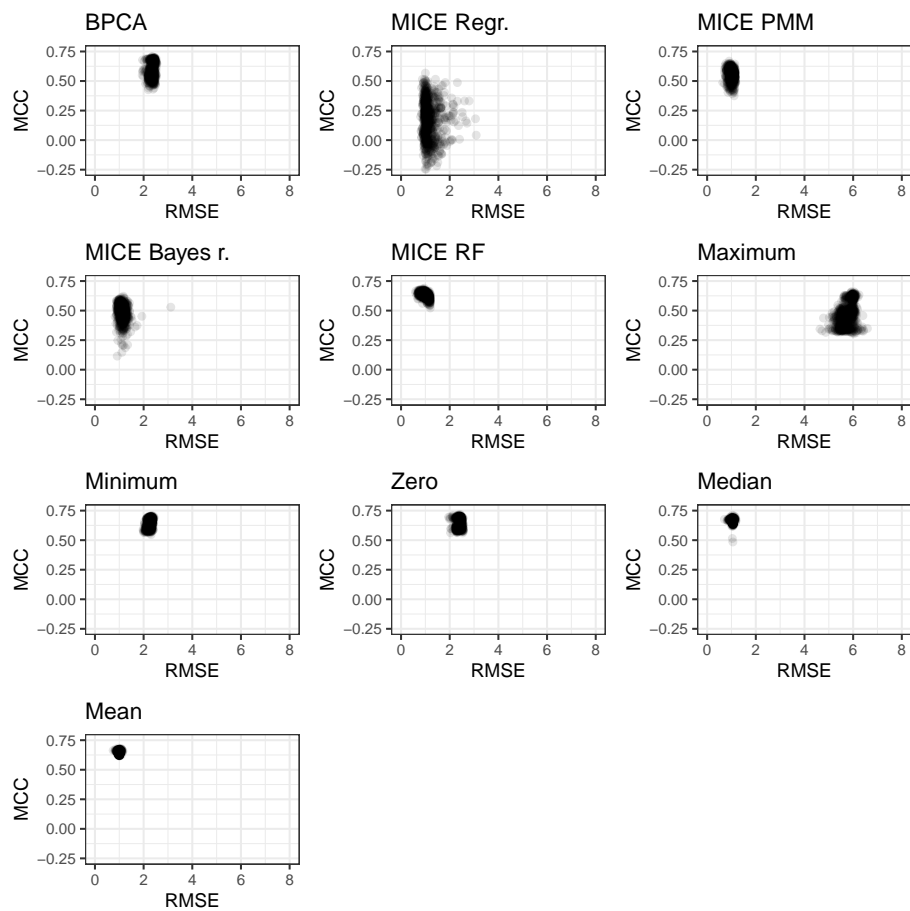 BPCA
MICE Regr.
MICE PMM
0.75
0.50
0.25
0.00
−0.25
MCC
0 2 4 6 8
RMSE
0.75
0.50
0.25
0.00
−0.25
MCC
0 2 4 6 8
RMSE
0.75
0.50
0.25
0.00
−0.25
MCC
0 2 4 6 8
RMSE
MICE Bayes r.
MICE RF
Maximum
0.75
0.50
0.25
0.00
−0.25
MCC
0 2 4 6 8
RMSE
0.75
0.50
0.25
0.00
−0.25
MCC
0 2 4 6 8
RMSE
0.75
0.50
0.25
0.00
−0.25
MCC
0 2 4 6 8
RMSE
Minimum
Zero
Median
0.75
0.50
0.25
0.00
−0.25
MCC
0 2 4 6 8
RMSE
0.75
0.50
0.25
0.00
−0.25
MCC
0 2 4 6 8
RMSE
0.75
0.50
0.25
0.00
−0.25
MCC
0 2 4 6 8
RMSE
Mean
0.75
0.50
0.25
0.00
−0.25
MCC
0 2 4 6 8
RMSE